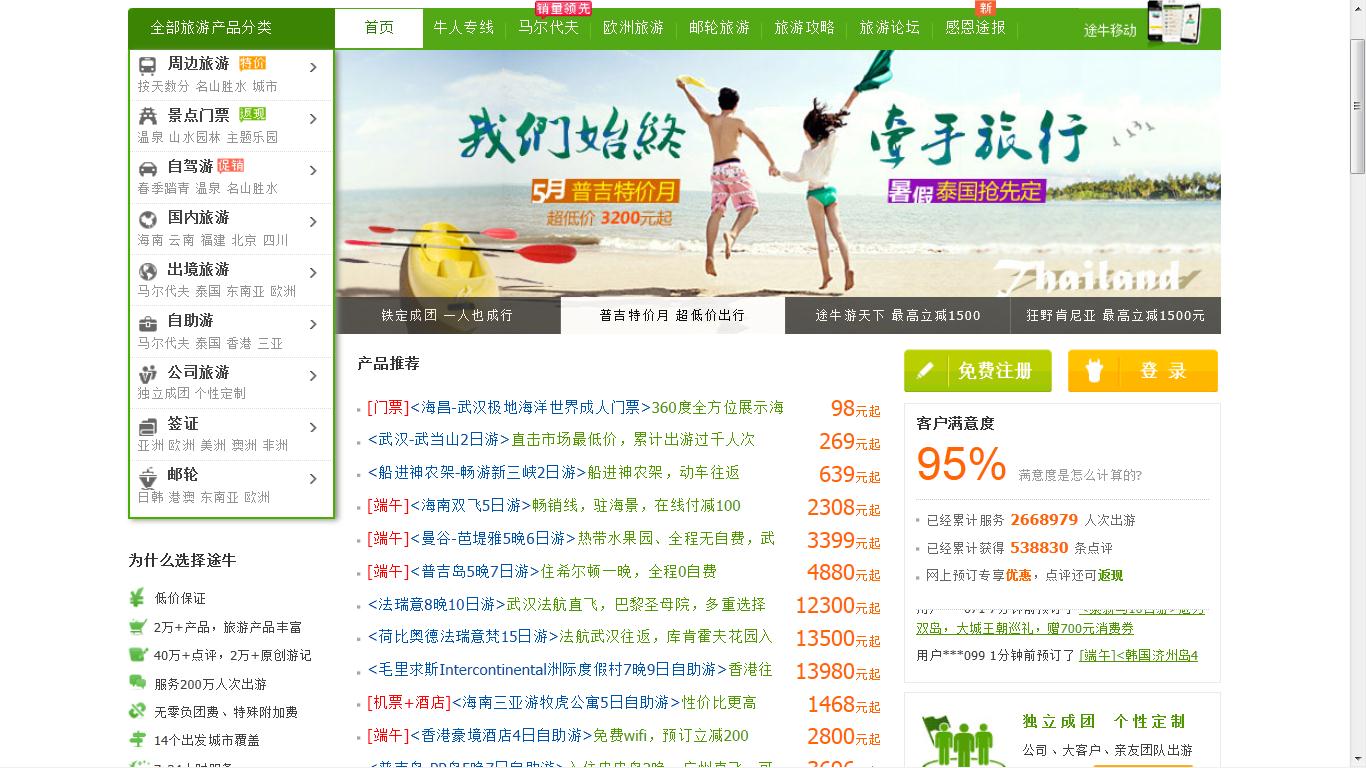 全部旅游产品分类
首页
牛人专线
销量领先
马尔代夫
欧洲旅游
邮轮旅游
旅游攻略
旅游论坛
新
感恩途报
途牛移动
周边旅游 特价
按天数分 名山胜水 城市
景点门票 返现
温泉 山水园林 主题乐园
自驾游 促销
春季踏青 温泉 名山胜水
国内旅游
海南 云南 福建 北京 四川
出境旅游
马尔代夫 泰国 东南亚 欧洲
自助游
马尔代夫 泰国 香港 三亚
公司旅游
独立成团 个性定制
签证
亚洲 欧洲 美洲 澳洲 非洲
邮轮
日韩 港澳 东南亚 欧洲
我們始終 牽手旅行
5月 普吉特价月
超低价 3200元起
暑假 泰国抢先定
Thailand
铁定成团 一人也成行
普吉特价月 超低价出行
途牛游天下 最高立减1500
狂野肯尼亚 最高立减1500元
为什么选择途牛
低价保证
2万+产品，旅游产品丰富
40万+点评，2万+原创游记
服务200万人次出游
无零负团费、特殊附加费
14个出发城市覆盖
产品推荐
[门票]<海昌-武汉极地海洋世界成人门票>360度全方位展示海 98元起
<武汉-武当山2日游>直击市场最低价，累计出游过千人次 269元起
<船进神农架-畅游新三峡2日游>船进神农架，动车往返 639元起
[端午]<海南双飞5日游>畅销线，驻海景，在线付减100 2308元起
[端午]<曼谷-芭堤雅5晚6日游>热带水果园、全程无自费，武 3399元起
[端午]<普吉岛5晚7日游>住希尔顿一晚，全程0自费 4880元起
<法瑞意8晚10日游>武汉法航直飞，巴黎圣母院，多重选择 12300元起
<荷比奥德法瑞意梵15日游>法航武汉往返，库肯霍夫花园入 13500元起
<毛里求斯Intercontinental洲际度假村7晚9日自助游>香港往 13980元起
[机票+酒店]<海南三亚游牧虎公寓5日自助游>性价比更高 1468元起
[端午]<香港豪境酒店4日自助游>免费wifi，预订立减200 2800元起
免费注册
登 录
客户满意度
95% 满意度是怎么计算的?
已经累计服务 2668979 人次出游
已经累计获得 538830 条点评
网上预订专享优惠，点评还可返现
双岛，大城王朝巡礼，赠700元消费券
用户***099 1分钟前预订了 [端午]<韩国济州岛4
独立成团 个性定制
公司、大客户、亲友团队出游